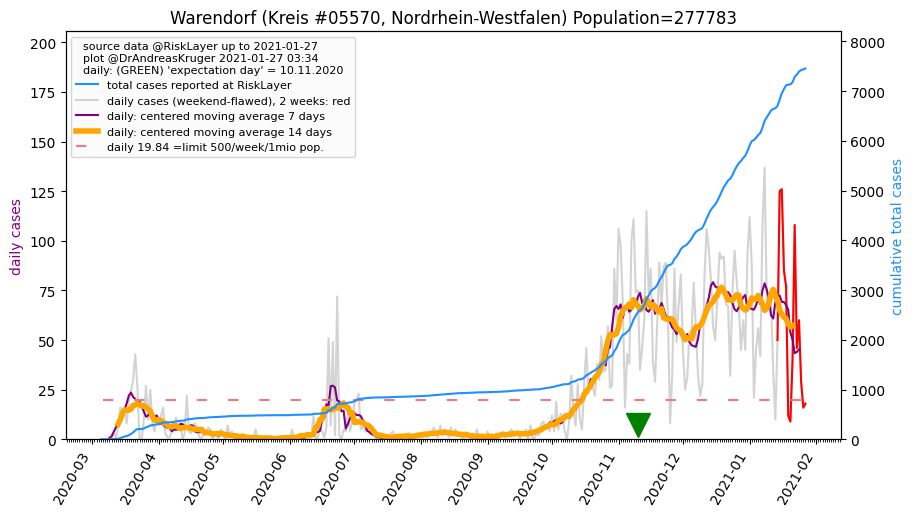 Warendorf (Kreis #05570, Nordrhein-Westfalen) Population=277783
source data @RiskLayer up to 2021-01-27
plot @DrAndreasKruger 2021-01-27 03:34
daily: (GREEN) 'expectation day' = 10.11.2020
total cases reported at RiskLayer
daily cases (weekend-flawed), 2 weeks: red
daily: centered moving average 7 days
daily: centered moving average 14 days
daily 19.84 =limit 500/week/1mio pop.
daily cases
200
175
150
125
100
75
50
25
0
cumulative total cases
8000
7000
6000
5000
4000
3000
2000
1000
0
2020-03
2020-04
2020-05
2020-06
2020-07
2020-08
2020-09
2020-10
2020-11
2020-12
2021-01
2021-02